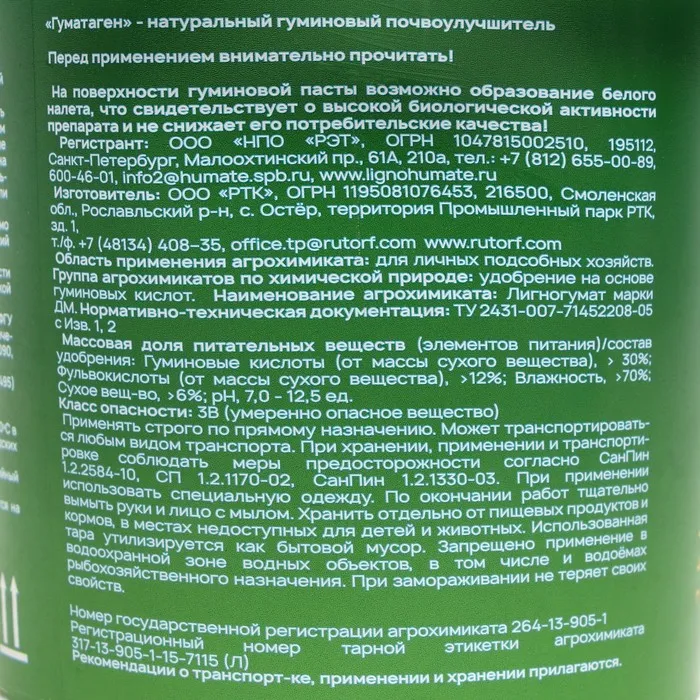 «Гуматаген» - натуральный гуминовый почвоулучшитель
Перед применением внимательно прочитать!
На поверхности гуминовой пасты возможно образование белого
налета, что свидетельствует о высокой биологической активности
препарата и не снижает его потребительские качества!
Регистрант: ООО «НПО «РЭТ», ОГРН 1047815002510, 195112,
Санкт-Петербург, Малоохтинский пр., 61А, 210а, тел.: +7 (812) 655-00-89,
600-46-01, info2@humate.spb.ru, www.lignohumate.ru
Изготовитель: ООО «РТК», ОГРН 1195081076453, 216500, Смоленская
обл., Рославльский р-н, с. Остёр, территория Промышленный парк РТК,
зд. 1,
т./ф. +7 (48134) 408-35, office.tp@rutorf.com www.rutorf.com
Область применения агрохимиката: для личных подсобных хозяйств.
Группа агрохимикатов по химической природе: удобрение на основе
гуминовых кислот. Наименование агрохимиката: Лигногумат марки
ДМ. Нормативно-техническая документация: ТУ 2431-007-71452208-05
с Изв. 1, 2
Массовая доля питательных веществ (элементов питания)/состав
удобрения: Гуминовые кислоты (от массы сухого вещества), > 30%;
Фульвокислоты (от массы сухого вещества), >12%; Влажность, >70%;
Сухое вещ-во, >6%; pH, 7,0 - 12,5 ед.
Класс опасности: 3В (умеренно опасное вещество)
Применять строго по прямому назначению. Может транспортировать-
ся любым видом транспорта. При хранении, применении и транспорти-
ровке соблюдать меры предосторожности согласно СанПин
1.2.2584-10, СП 1.2.1170-02, СанПин 1.2.1330-03. При применении
использовать специальную одежду. По окончании работ тщательно
вымыть руки и лицо с мылом. Хранить отдельно от пищевых продуктов и
кормов, в местах недоступных для детей и животных. Использованная
тара утилизируется как бытовой мусор. Запрещено применение в
водоохранной зоне водных объектов, в том числе и водоёмах
рыбохозяйственного назначения. При замораживании не теряет своих
свойств.
Номер государственной регистрации агрохимиката 264-13-905-1
Регистрационный номер тарной этикетки агрохимиката
317-13-905-1-15-7115 (Л)
Рекомендации о транспорт-ке, применении и хранении прилагаются.